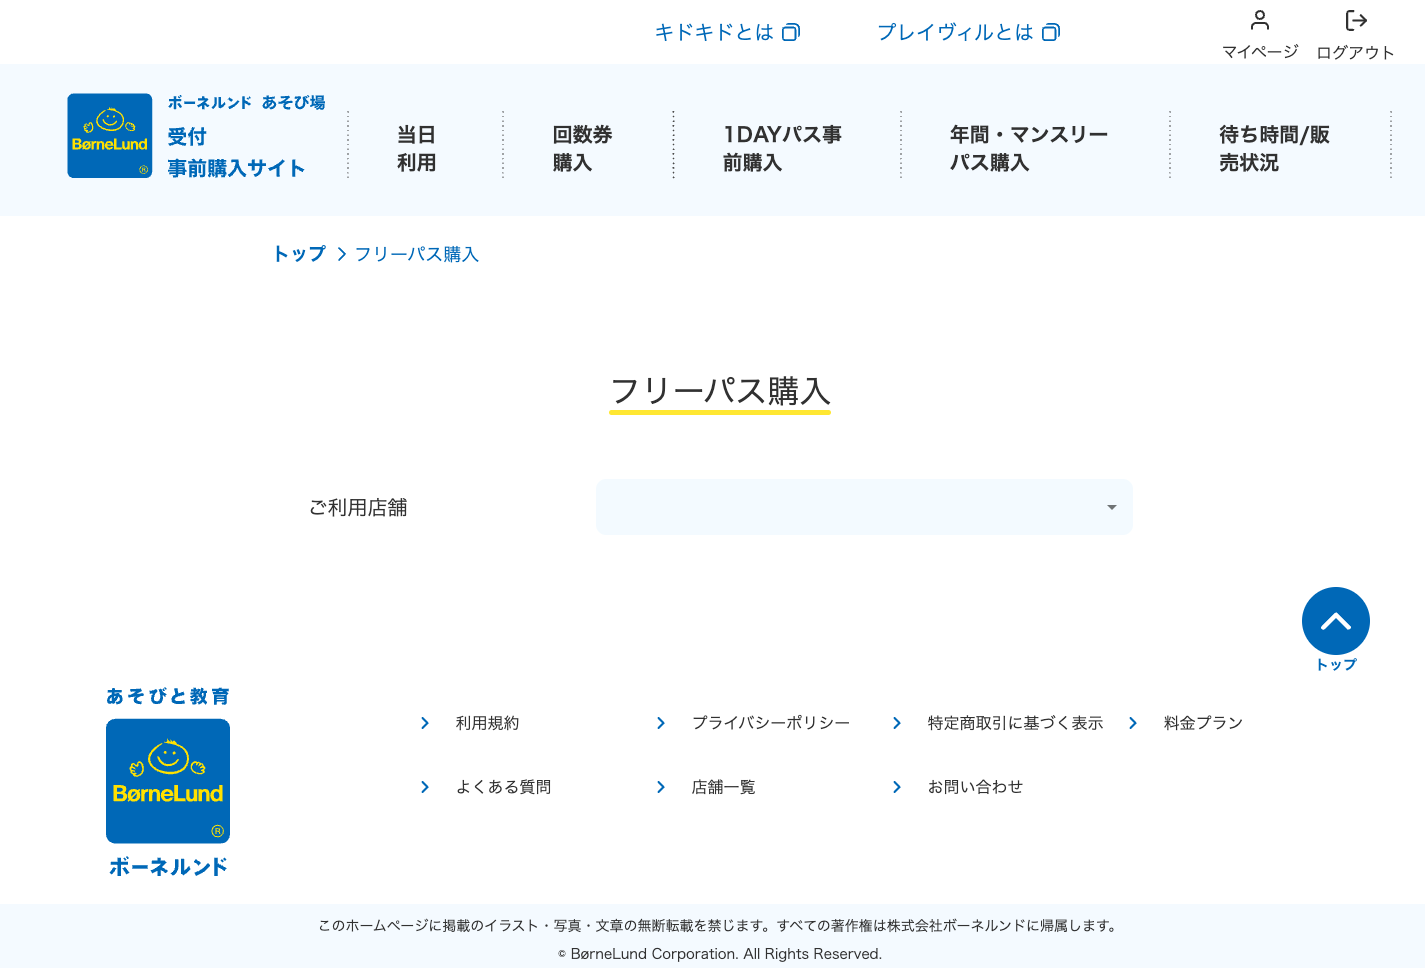 キドキドとは
プレイヴィルとは
マイページ
ログアウト
BørneLund
®
ボーネルンド あそび場
受付
事前購入サイト
当日
利用
回数券
購入
1DAYパス事
前購入
年間・マンスリー
パス購入
待ち時間/販
売状況
トップ
フリーパス購入
フリーパス購入
ご利用店舗
トップ
あそびと教育
BørneLund
®
ボーネルンド
利用規約
プライバシーポリシー
特定商取引に基づく表示
料金プラン
よくある質問
店舗一覧
お問い合わせ
このホームページに掲載のイラスト・写真・文章の無断転載を禁じます。すべての著作権は株式会社ボーネルンドに帰属します。
© BørneLund Corporation. All Rights Reserved.